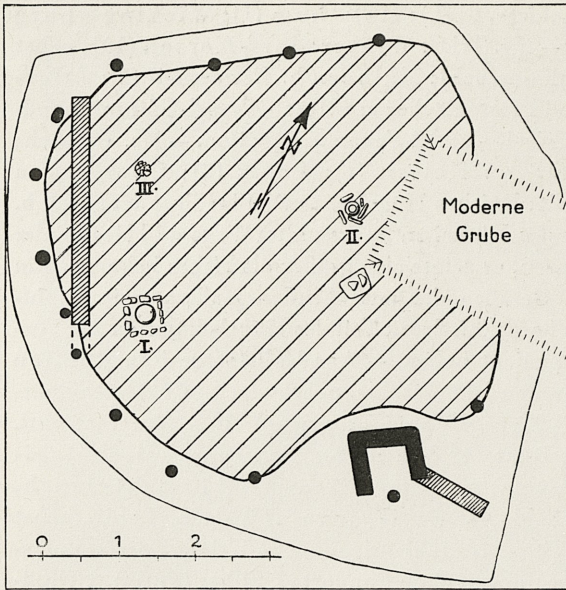 N
III.
Moderne
Grube
II.
I.
0 1 2